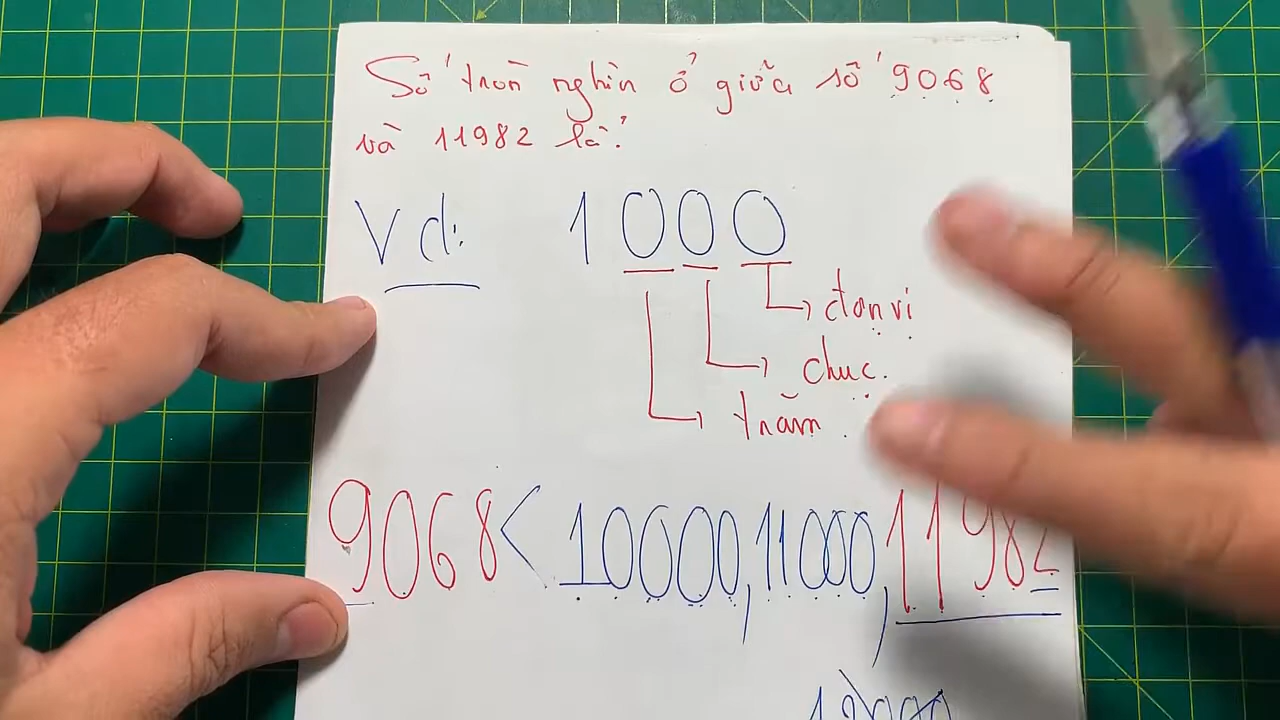 Số tròn nghìn ở giữa số 9068
và 11982 là?
Vd: 1000
đơn vị
chục.
trăm.
9068 < 10000, 11000, 11982
12000